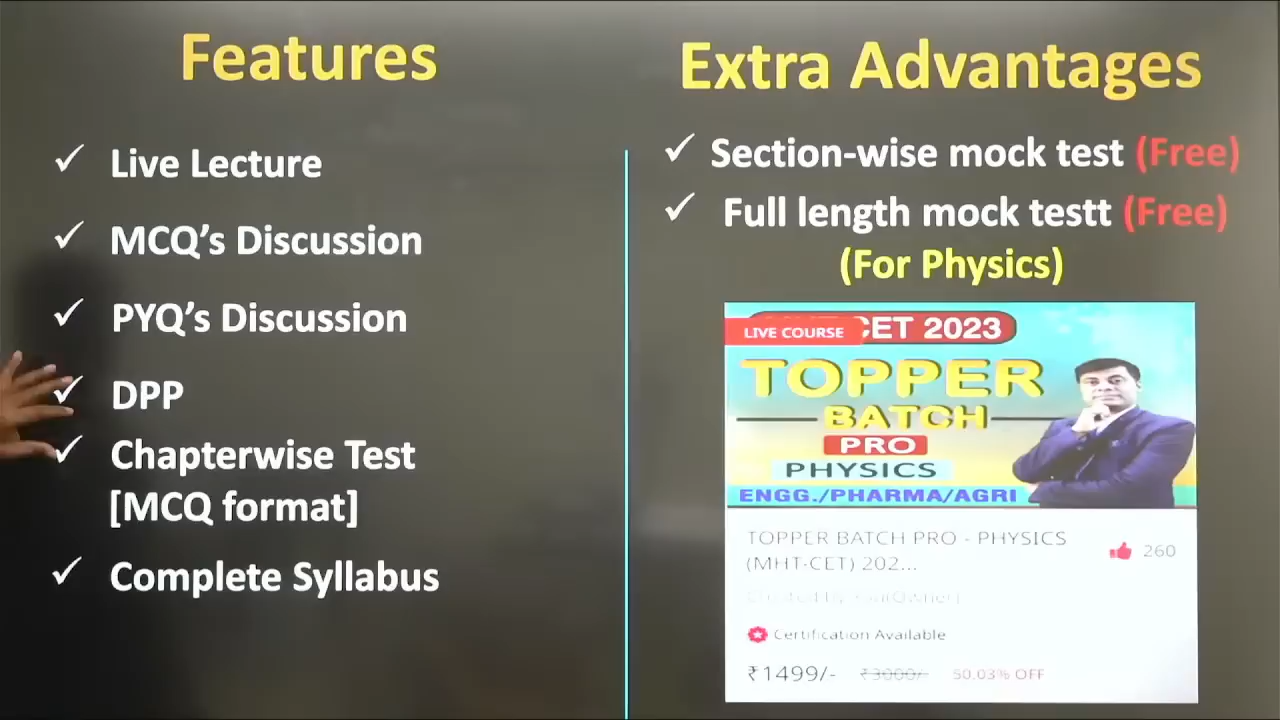 Features
✓ Live Lecture
✓ MCQ’s Discussion
✓ PYQ’s Discussion
✓ DPP
✓ Chapterwise Test
[MCQ format]
✓ Complete Syllabus
Extra Advantages
✓ Section-wise mock test (Free)
✓ Full length mock testt (Free)
(For Physics)
LIVE COURSE
CET 2023
TOPPER
BATCH
PRO
PHYSICS
ENGG./PHARMA/AGRI
TOPPER BATCH PRO - PHYSICS
(MHT-CET) 202...
260
Created by
Certification Available
₹1499/- ₹3000/- 50.03% OFF